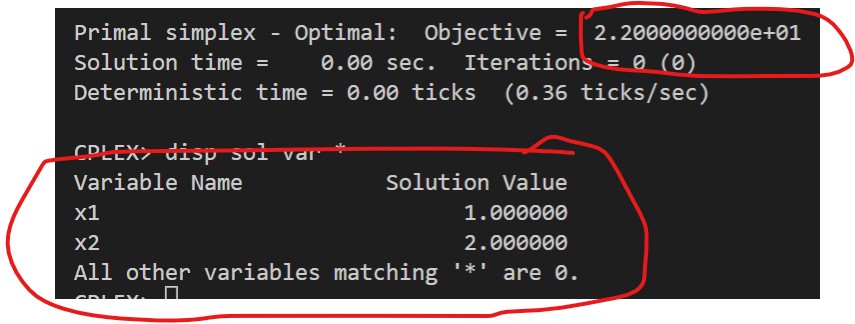 Primal simplex - Optimal:  Objective =   2.2000000000e+01
Solution time =    0.00 sec.  Iterations = 0 (0)
Deterministic time = 0.00 ticks  (0.36 ticks/sec)
CPLEX> disp sol var *
Variable Name           Solution Value
x1                            1.000000
x2                            2.000000
All other variables matching '*' are 0.
CPLEX>